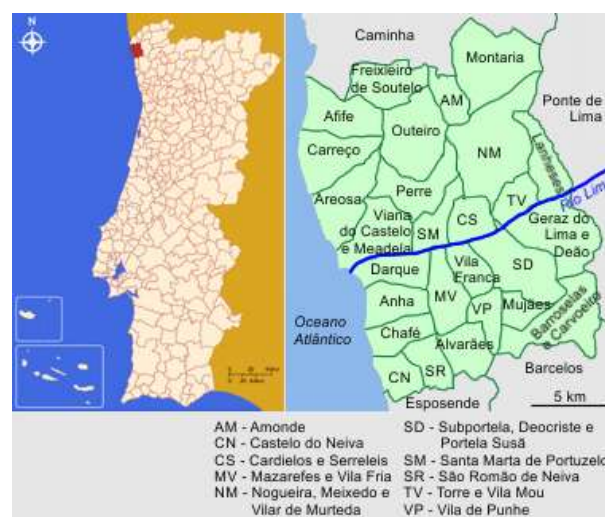 N
Caminha
Montaria
Freixieiro
de Soutelo
AM
Ponte de
Lima
Afife
Outeiro
Carreço
NM
Lanheses
Perre
TV
Rio Lim
Areosa
Viana
do Castelo
e Meadela
SM
CS
Geraz do
Lima e
Deão
Darque
Vila
Franca
SD
Anha
MV
VP
Mujães
Barroselas
e Carvoeira
Oceano
Atlântico
Chafé
Alvarães
CN
SR
Barcelos
Esposende
5 km
AM - Amonde
CN - Castelo do Neiva
CS - Cardielos e Serreleis
MV - Mazarefes e Vila Fria
NM - Nogueira, Meixedo e
Vilar de Murteda
SD - Subportela, Deocriste e
Portela Susã
SM - Santa Marta de Portuzelo
SR - São Romão de Neiva
TV - Torre e Vila Mou
VP - Vila de Punhe